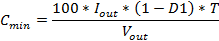 C_min = (100 * I_out * (1 - D1) * T) / V_out